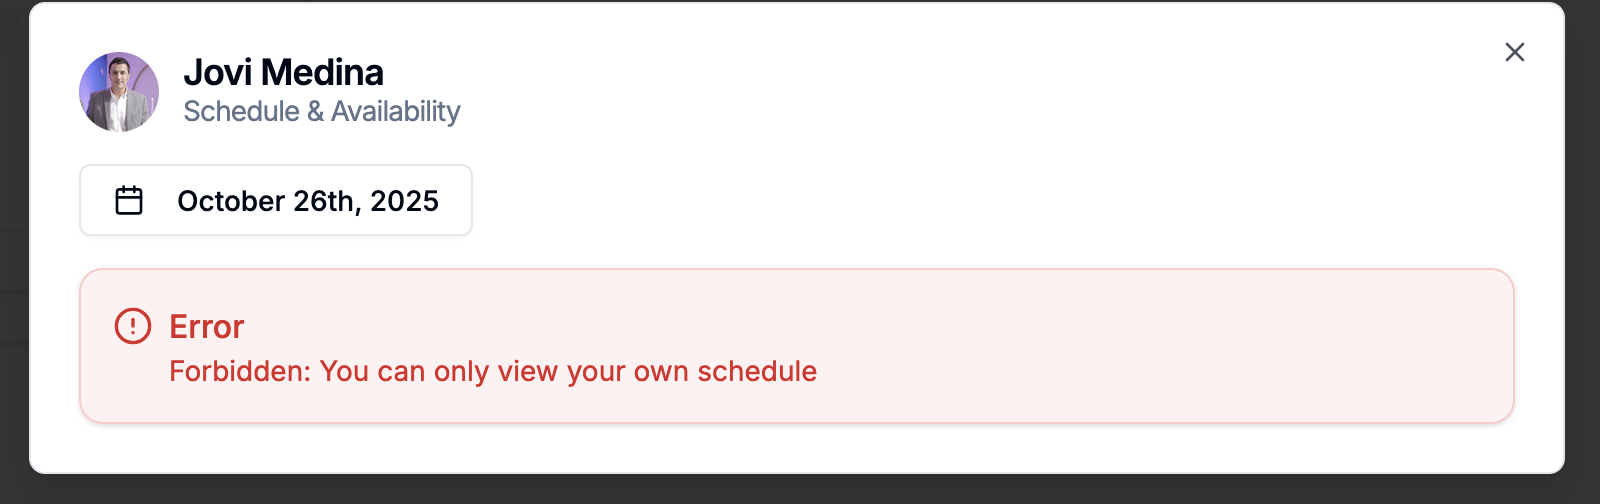 Jovi Medina
Schedule & Availability
October 26th, 2025
Error
Forbidden: You can only view your own schedule